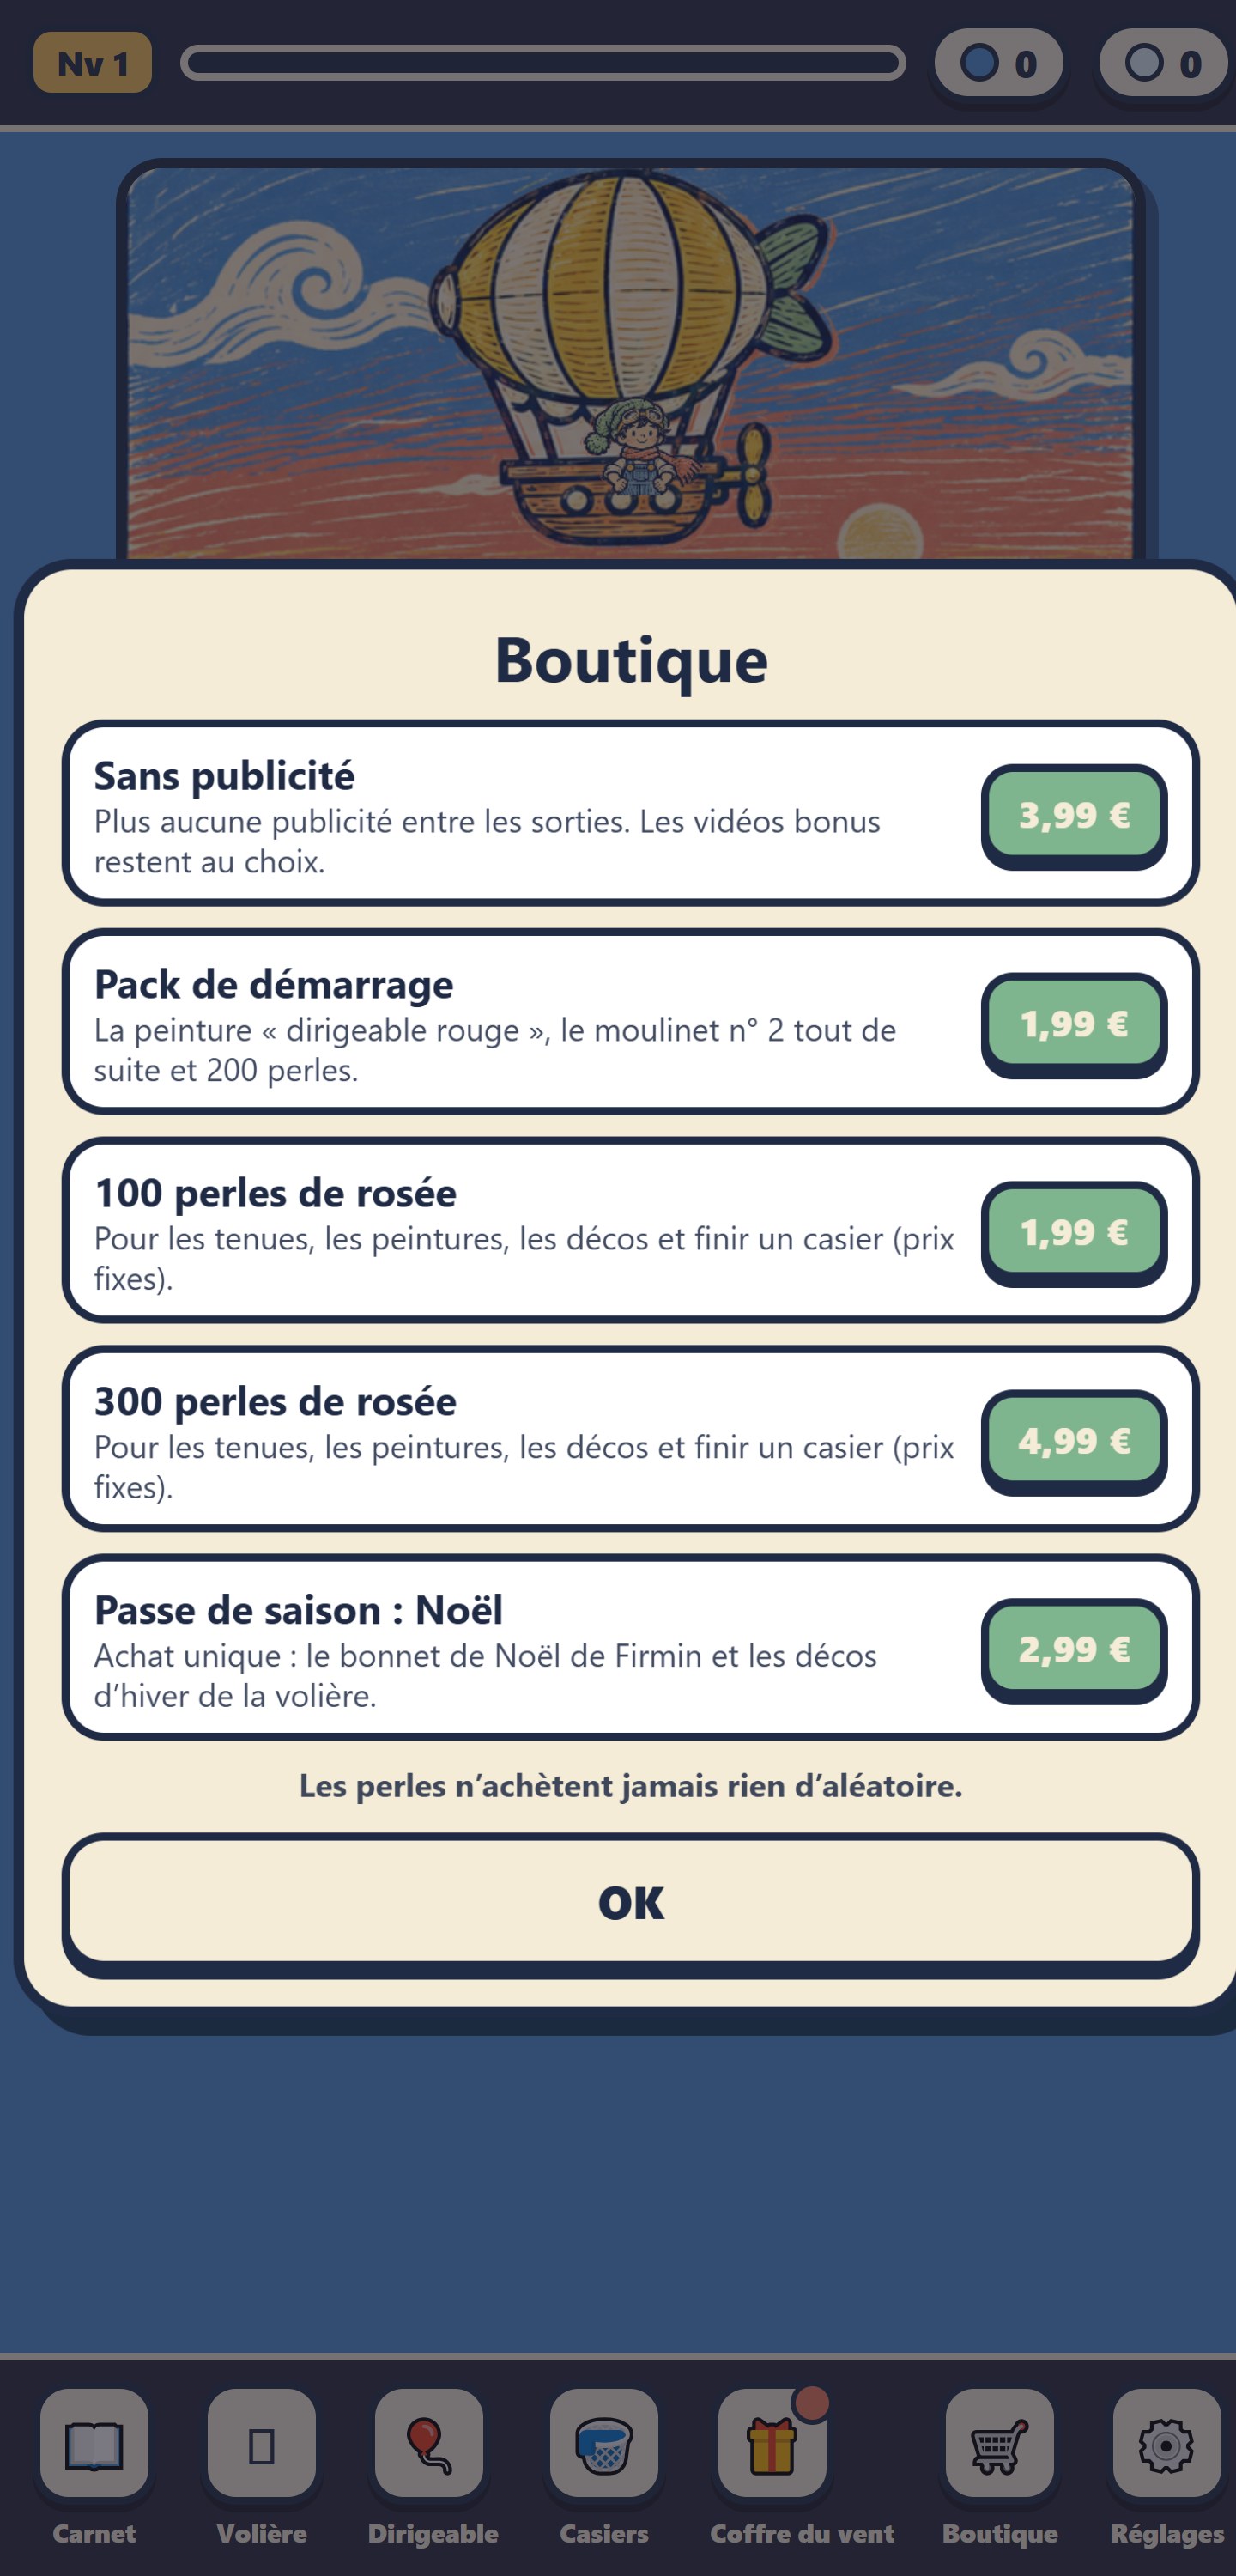 Nv 1
0
0
Boutique
Sans publicité
Plus aucune publicité entre les sorties. Les vidéos bonus
restent au choix.
3,99 €
Pack de démarrage
La peinture « dirigeable rouge », le moulinet n° 2 tout de
suite et 200 perles.
1,99 €
100 perles de rosée
Pour les tenues, les peintures, les décos et finir un casier (prix
fixes).
1,99 €
300 perles de rosée
Pour les tenues, les peintures, les décos et finir un casier (prix
fixes).
4,99 €
Passe de saison : Noël
Achat unique : le bonnet de Noël de Firmin et les décos
d’hiver de la volière.
2,99 €
Les perles n’achètent jamais rien d’aléatoire.
OK
Carnet
Volière
Dirigeable
Casiers
Coffre du vent
Boutique
Réglages